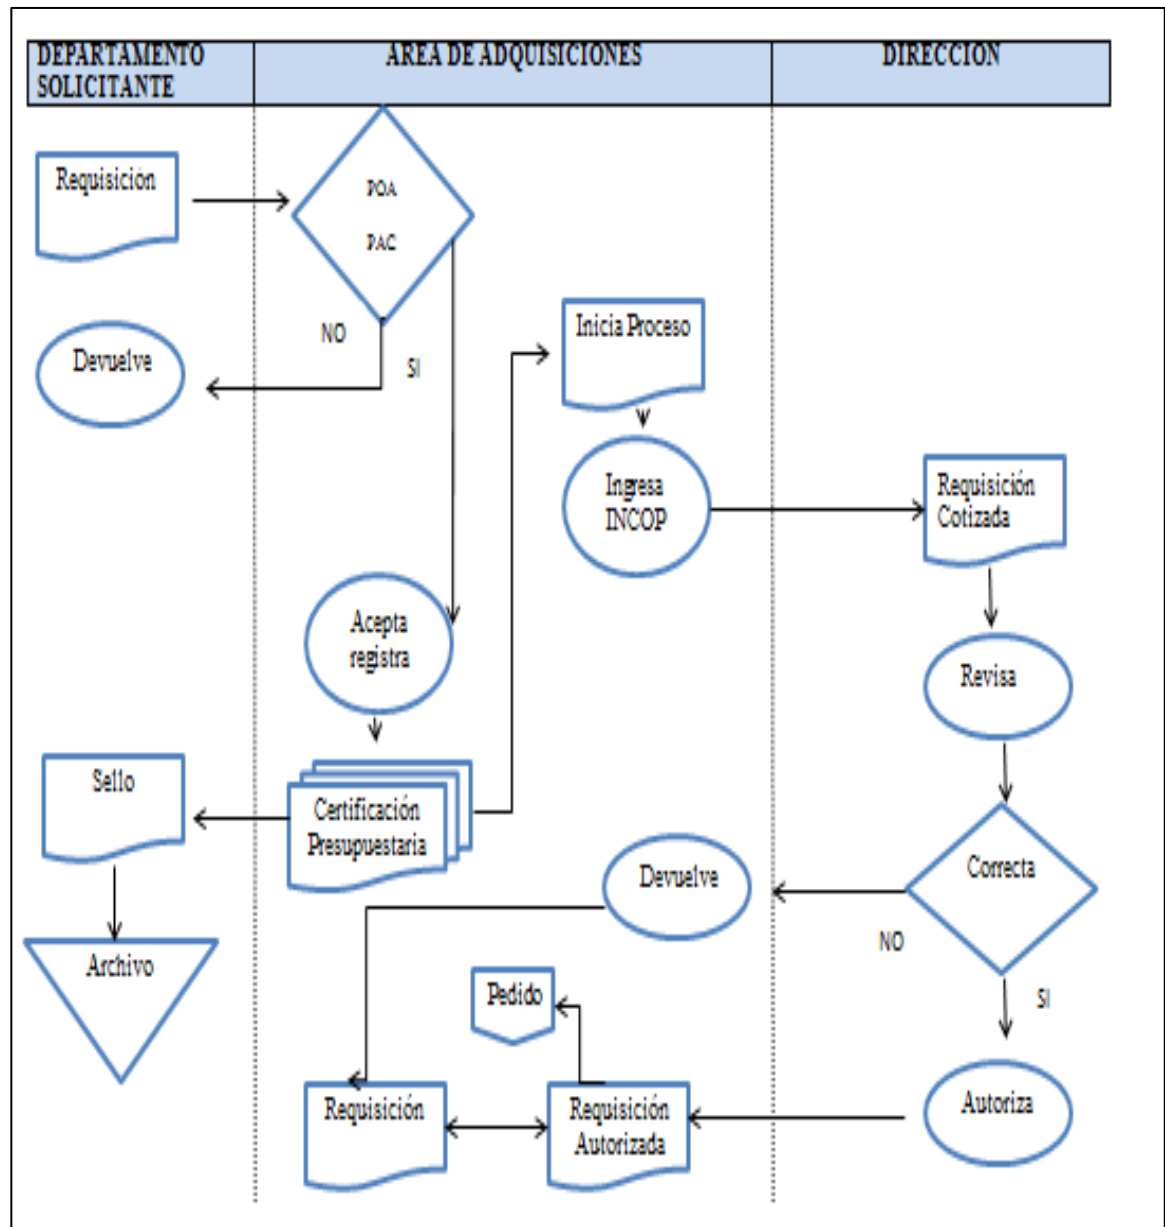 DEPARTAMENTO
SOLICITANTE
AREA DE ADQUISICIONES
DIRECCION
Requisición
POA
PAC
NO
SI
Devuelve
Inicia Proceso
Ingresa
INCOP
Requisición
Cotizada
Acepta
registra
Revisa
Sello
Certificación
Presupuestaria
Devuelve
Correcta
NO
SI
Archivo
Pedido
Requisición
Requisición
Autorizada
Autoriza